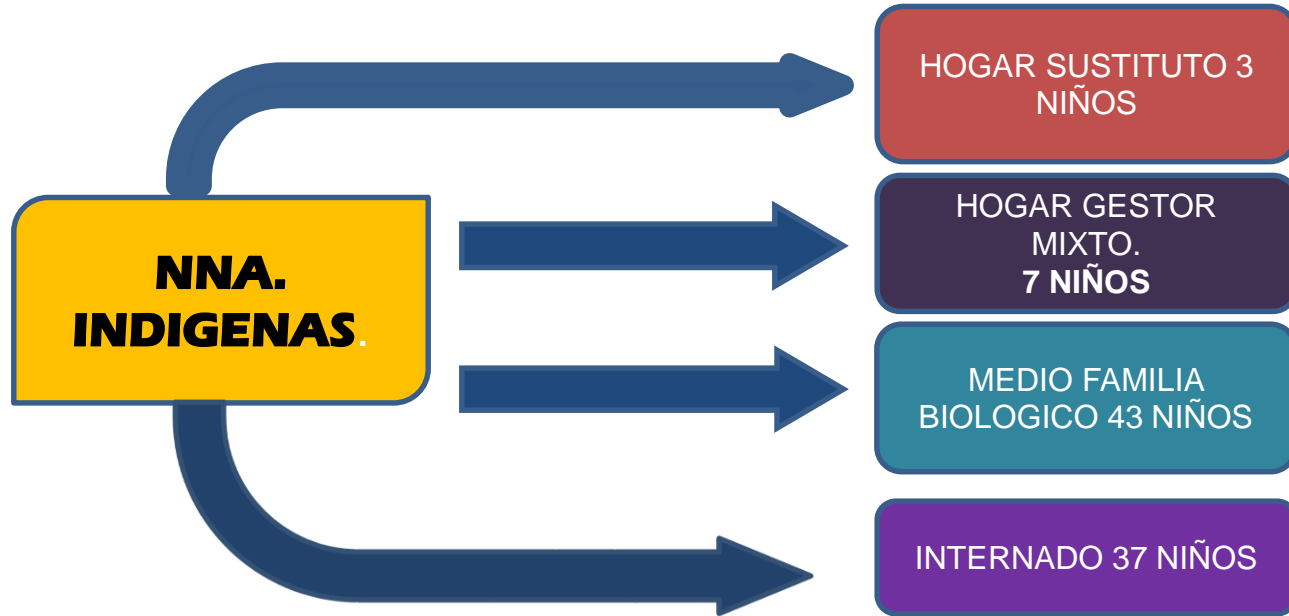 HOGAR SUSTITUTO 3
NIÑOS
HOGAR GESTOR
MIXTO.
7 NIÑOS
NNA.
INDIGENAS.
MEDIO FAMILIA
BIOLOGICO 43 NIÑOS
INTERNADO 37 NIÑOS